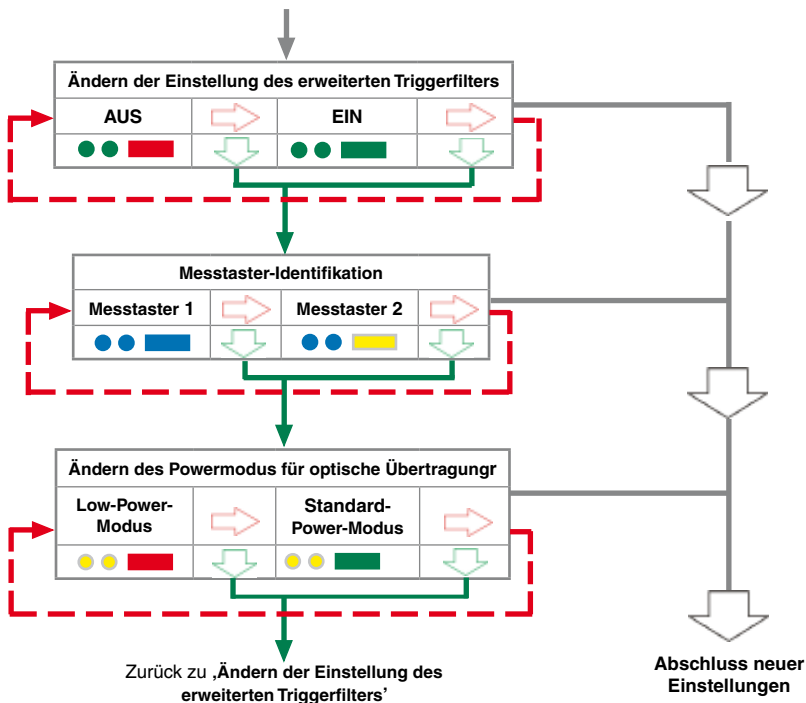 Ändern der Einstellung des erweiterten Triggerfilters
AUS
EIN
Messtaster-Identifikation
Messtaster 1
Messtaster 2
Ändern des Powermodus für optische Übertragungr
Low-Power-
Modus
Standard-
Power-Modus
Zurück zu ‚Ändern der Einstellung des
erweiterten Triggerfilters’
Abschluss neuer
Einstellungen